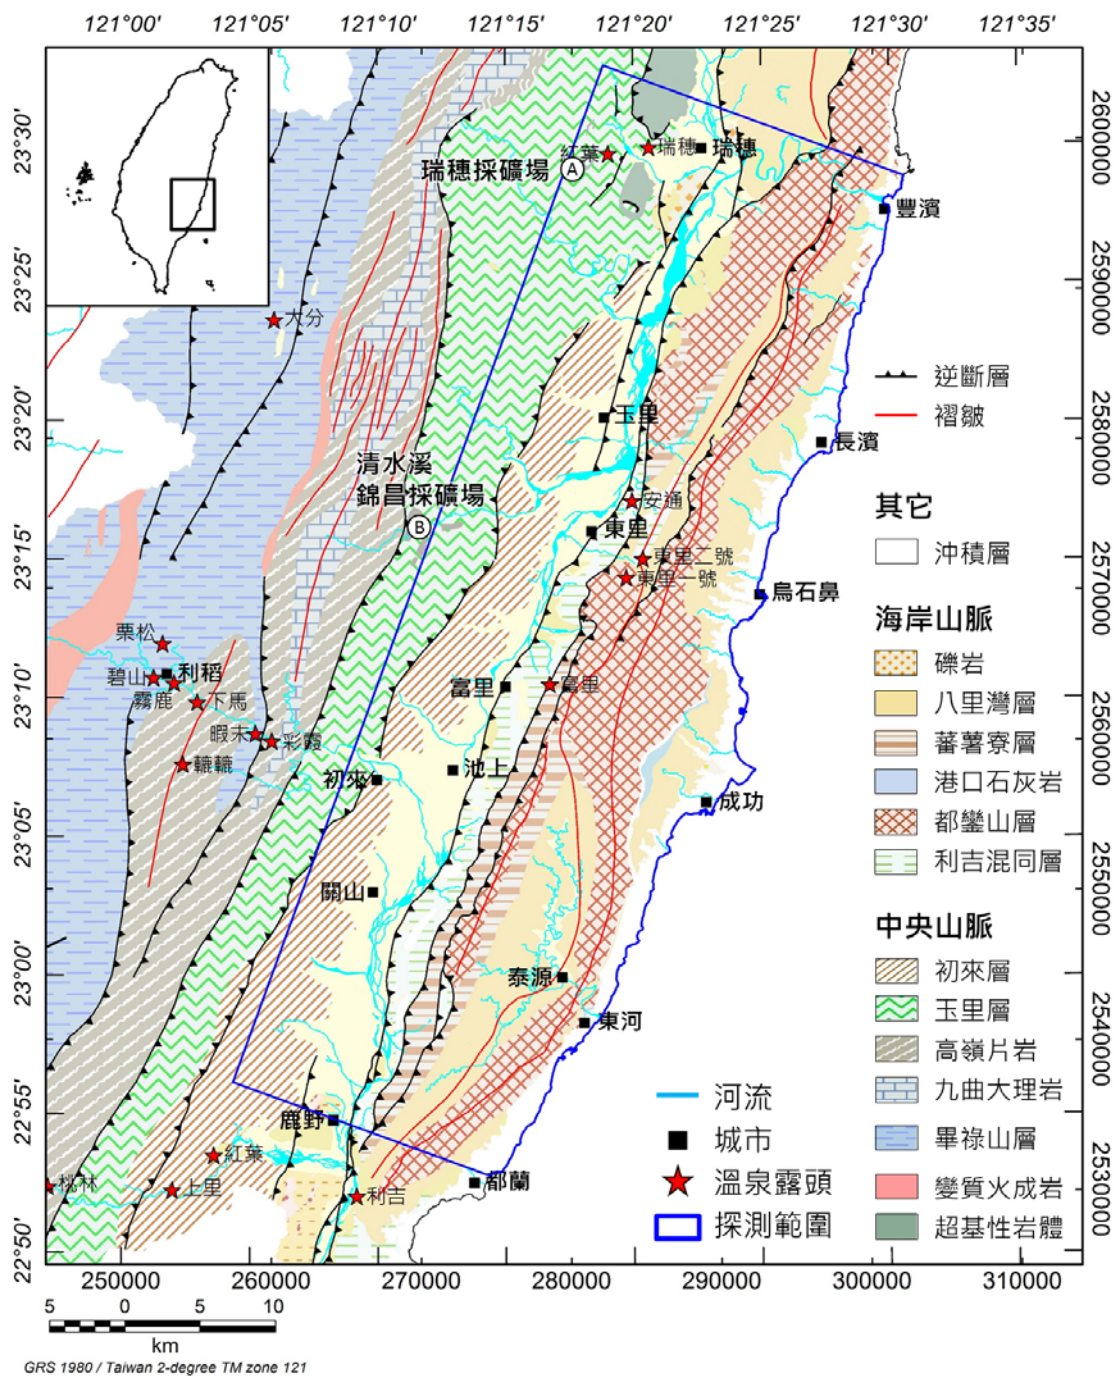 121°00' 121°05' 121°10' 121°15' 121°20' 121°25' 121°30' 121°35'
23°30'
23°25'
23°20'
23°15'
23°10'
23°05'
23°00'
22°55'
22°50'
2600000
2590000
2580000
2570000
2560000
2550000
2540000
2530000
紅葉
瑞穗
瑞穗
瑞穗採礦場
A
豐濱
大分
玉里
長濱
清水溪
錦昌採礦場
B
安通
東里
東里二號
東里一號
烏石鼻
栗松
碧山
利稻
霧鹿
下馬
富里
富里
暇末
彩霞
轆轆
初來
池上
成功
關山
泰源
東河
鹿野
紅葉
桃林
上里
利吉
都蘭
逆斷層
褶皺
其它
沖積層
海岸山脈
礫岩
八里灣層
蕃薯寮層
港口石灰岩
都鑾山層
利吉混同層
中央山脈
初來層
玉里層
高嶺片岩
九曲大理岩
畢祿山層
變質火成岩
超基性岩體
河流
城市
溫泉露頭
探測範圍
250000 260000 270000 280000 290000 300000 310000
5 0 5 10
km
GRS 1980 / Taiwan 2-degree TM zone 121